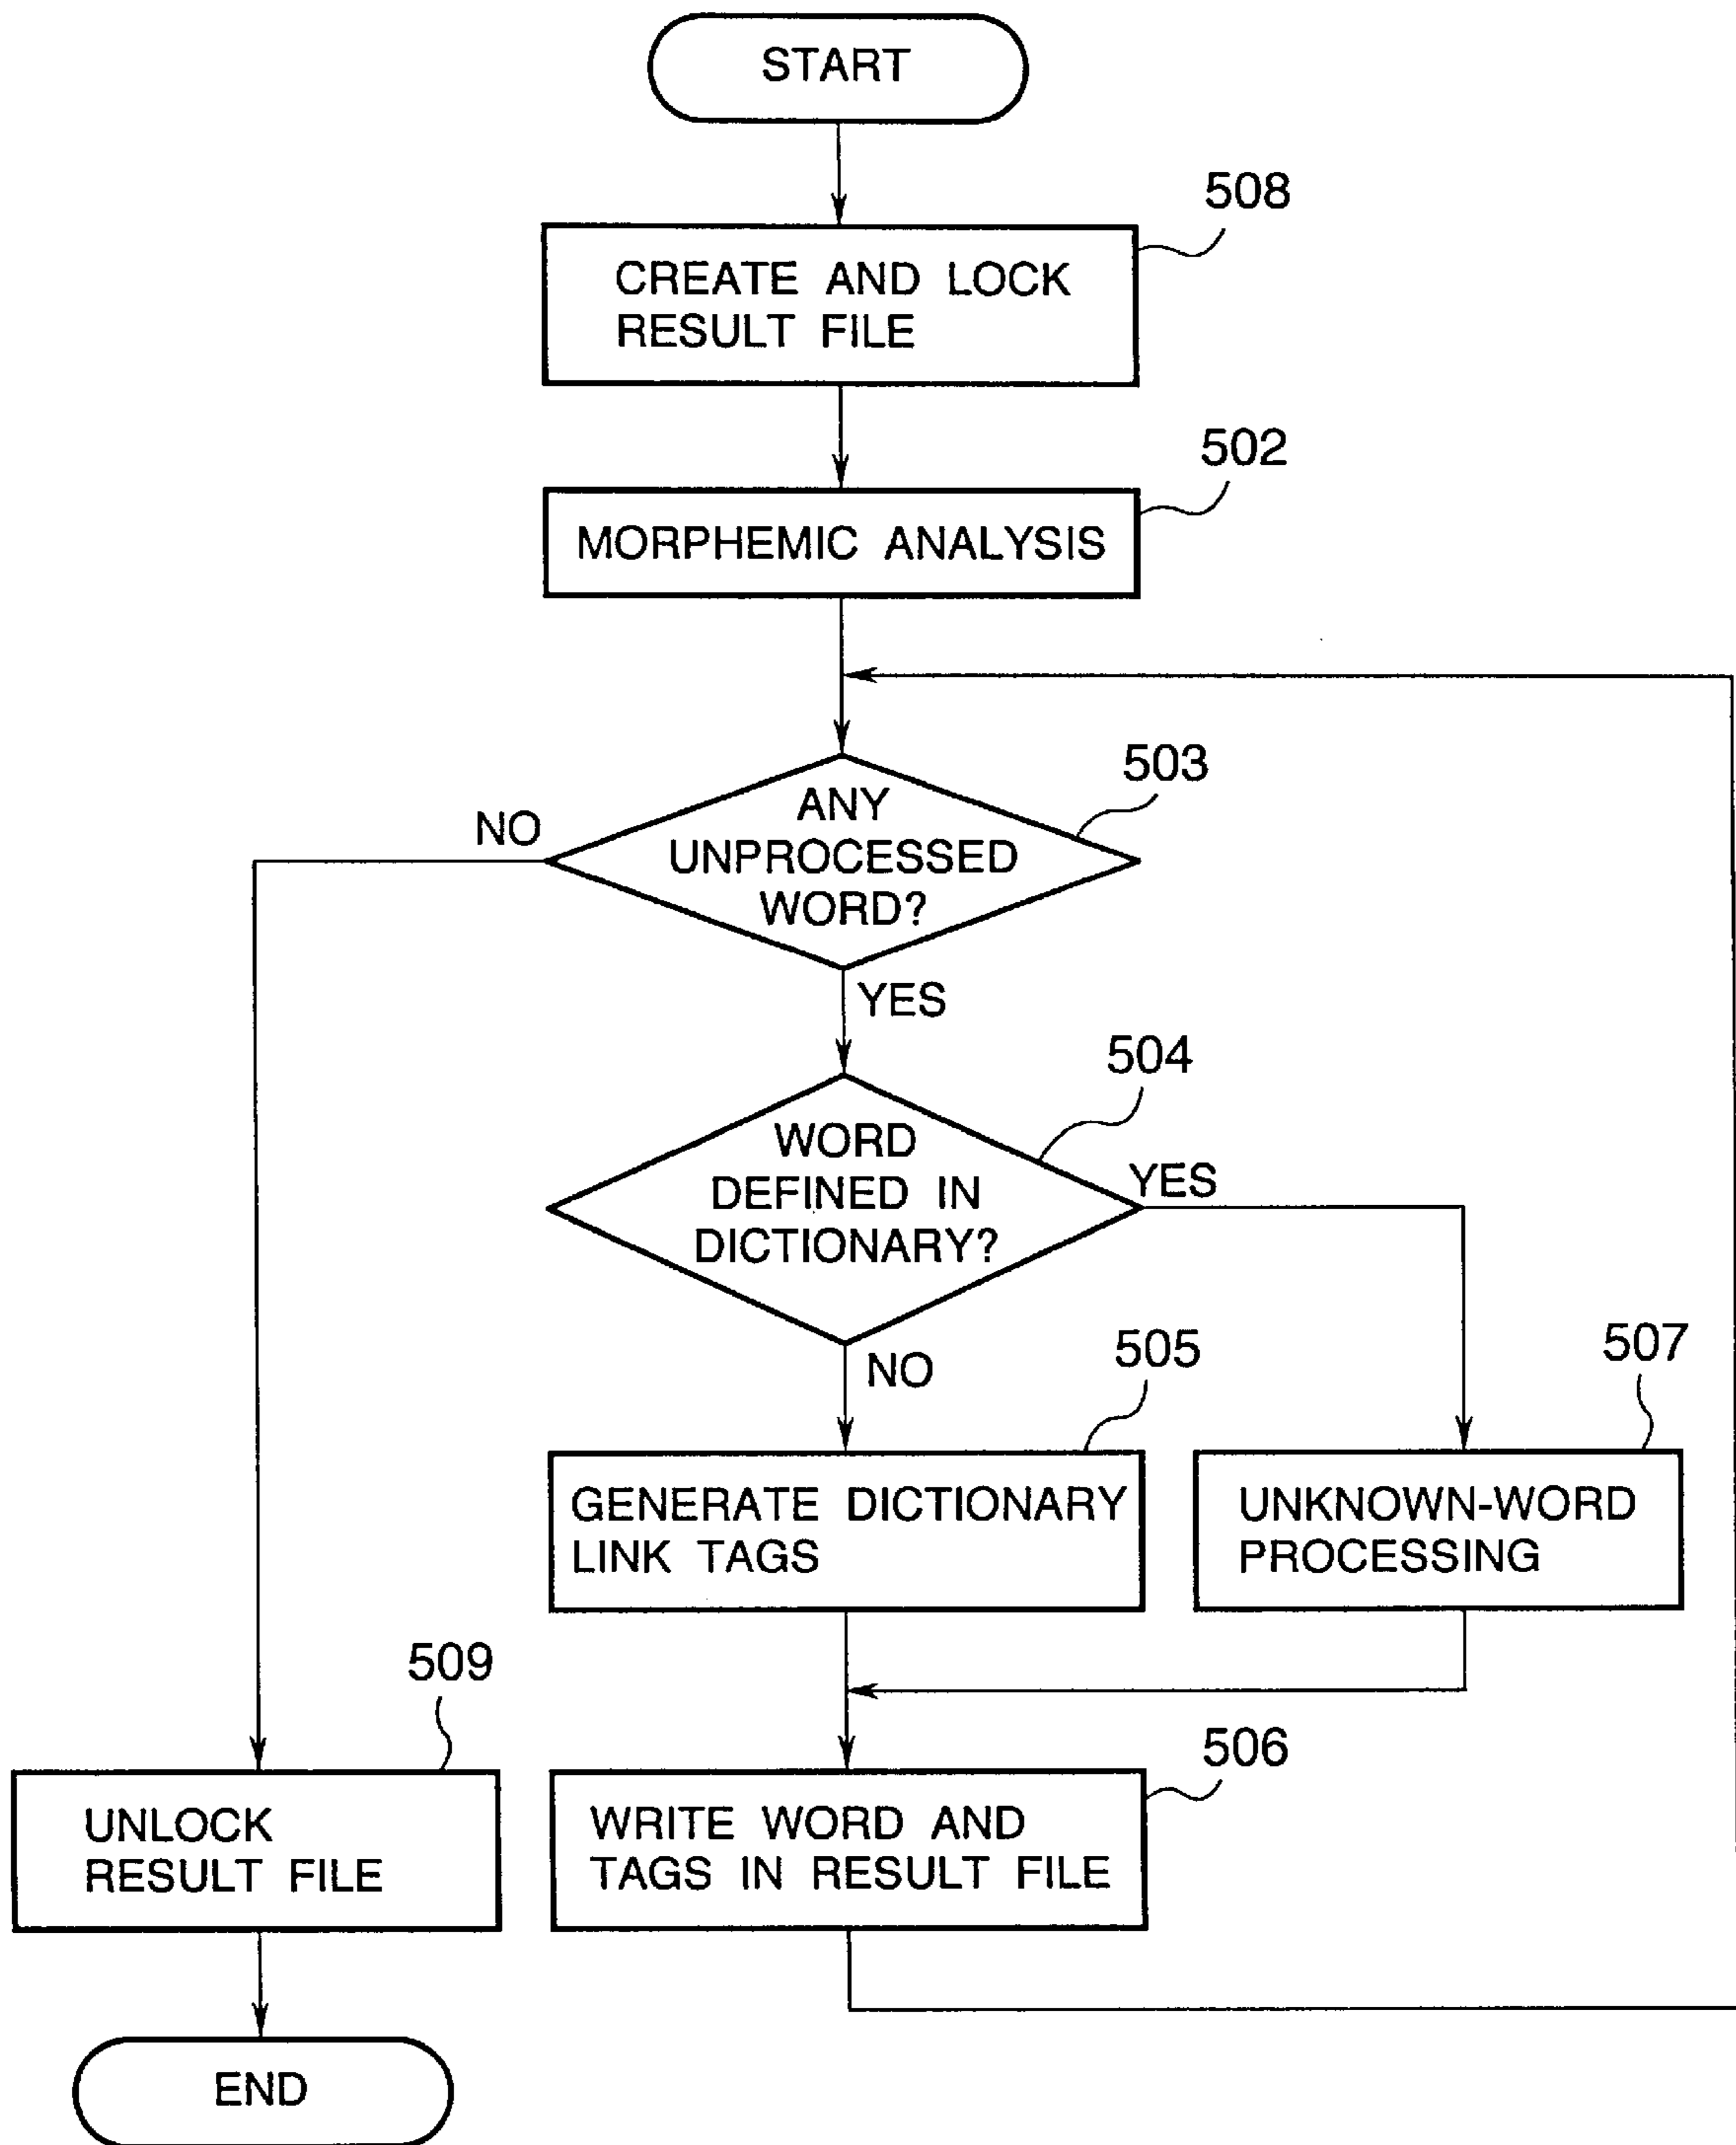 START
508
CREATE AND LOCK
RESULT FILE
502
MORPHEMIC ANALYSIS
503
NO
ANY
UNPROCESSED
WORD?
YES
504
WORD
DEFINED IN
DICTIONARY?
YES
NO
505
507
GENERATE DICTIONARY
LINK TAGS
UNKNOWN-WORD
PROCESSING
509
506
UNLOCK
RESULT FILE
WRITE WORD AND
TAGS IN RESULT FILE
END